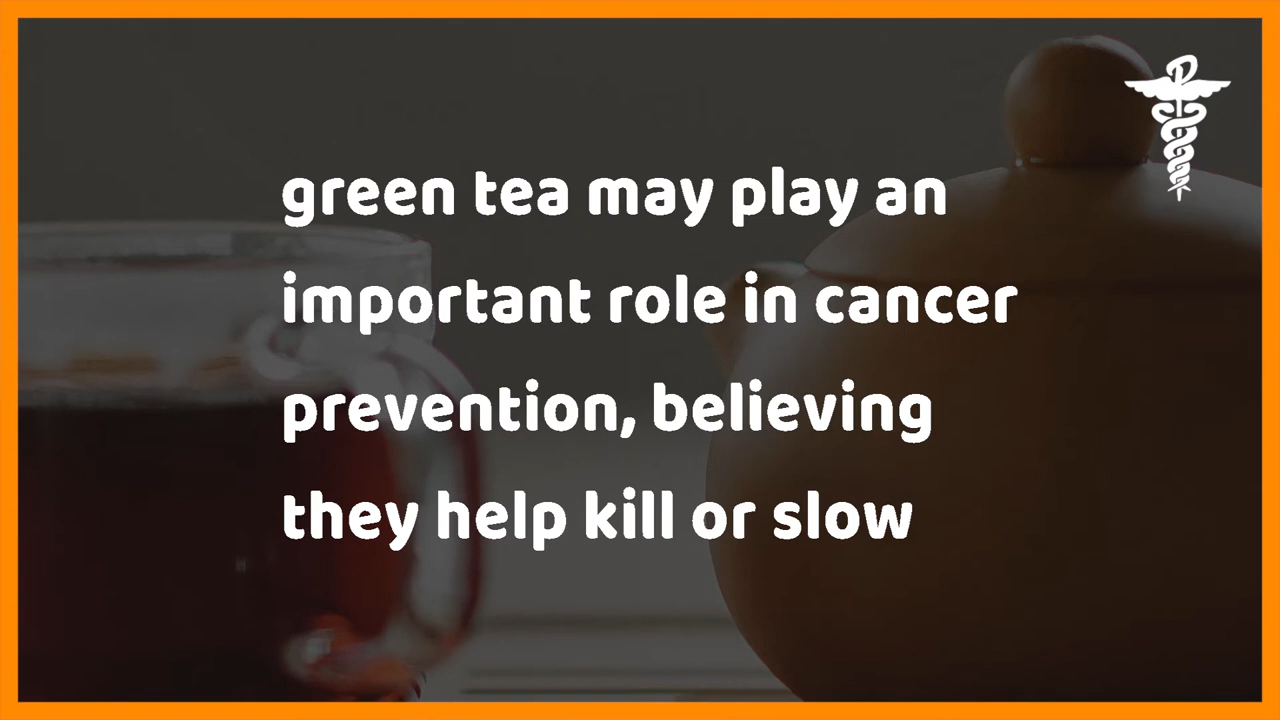 green tea may play an
important role in cancer
prevention, believing
they help kill or slow